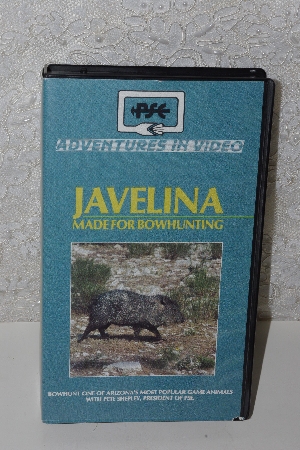 PSE
ADVENTURES IN VIDEO
JAVELINA
MADE FOR BOWHUNTING
BOWHUNT ONE OF ARIZONA'S MOST POPULAR GAME ANIMALS
WITH PETE SHEPLEY, PRESIDENT OF PSE.